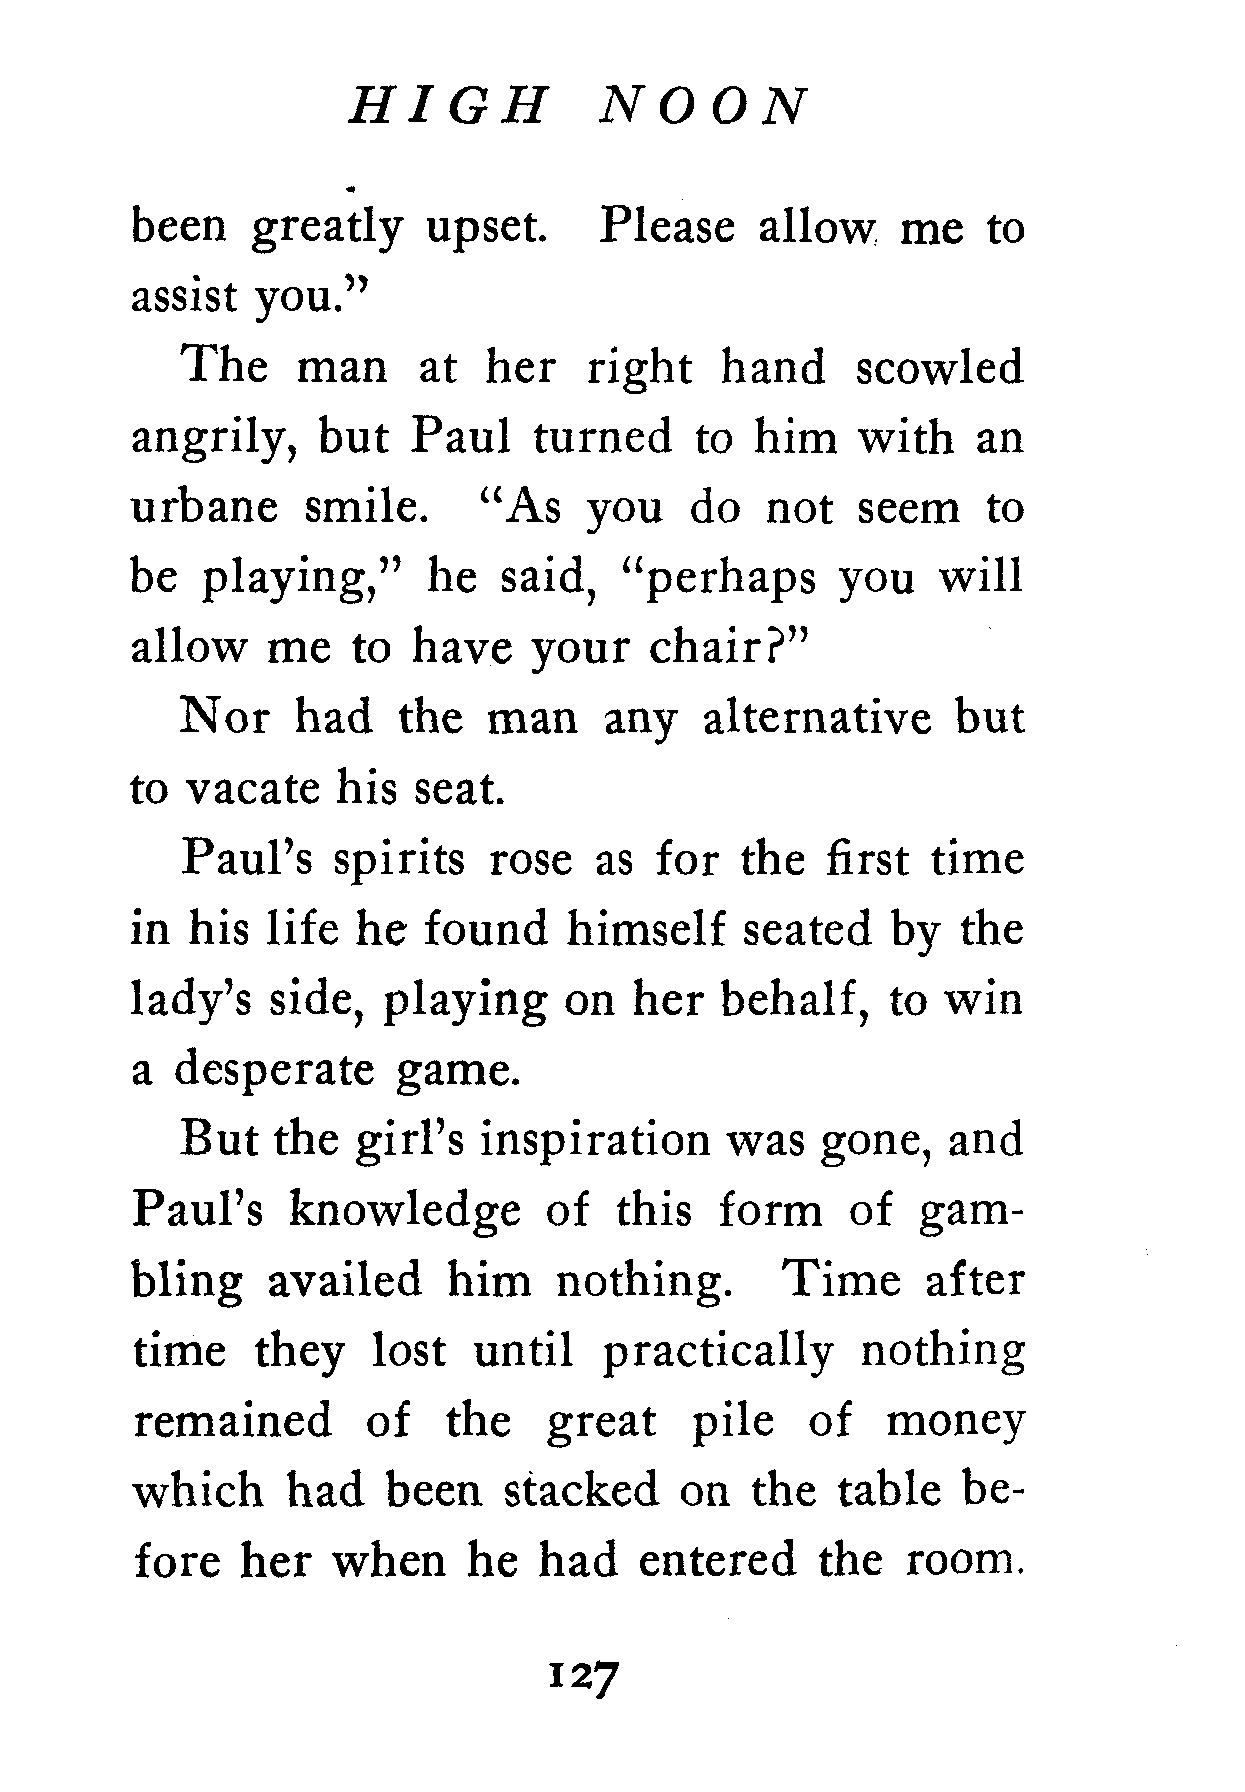 HIGH NOON
been greatly upset. Please allow me to
assist you."
The man at her right hand scowled
angrily, but Paul turned to him with an
urbane smile. "As you do not seem to
be playing," he said, "perhaps you will
allow me to have your chair?"
Nor had the man any alternative but
to vacate his seat.
Paul's spirits rose as for the first time
in his life he found himself seated by the
lady's side, playing on her behalf, to win
a desperate game.
But the girl's inspiration was gone, and
Paul's knowledge of this form of gam-
bling availed him nothing. Time after
time they lost until practically nothing
remained of the great pile of money
which had been stacked on the table be-
fore her when he had entered the room.
127